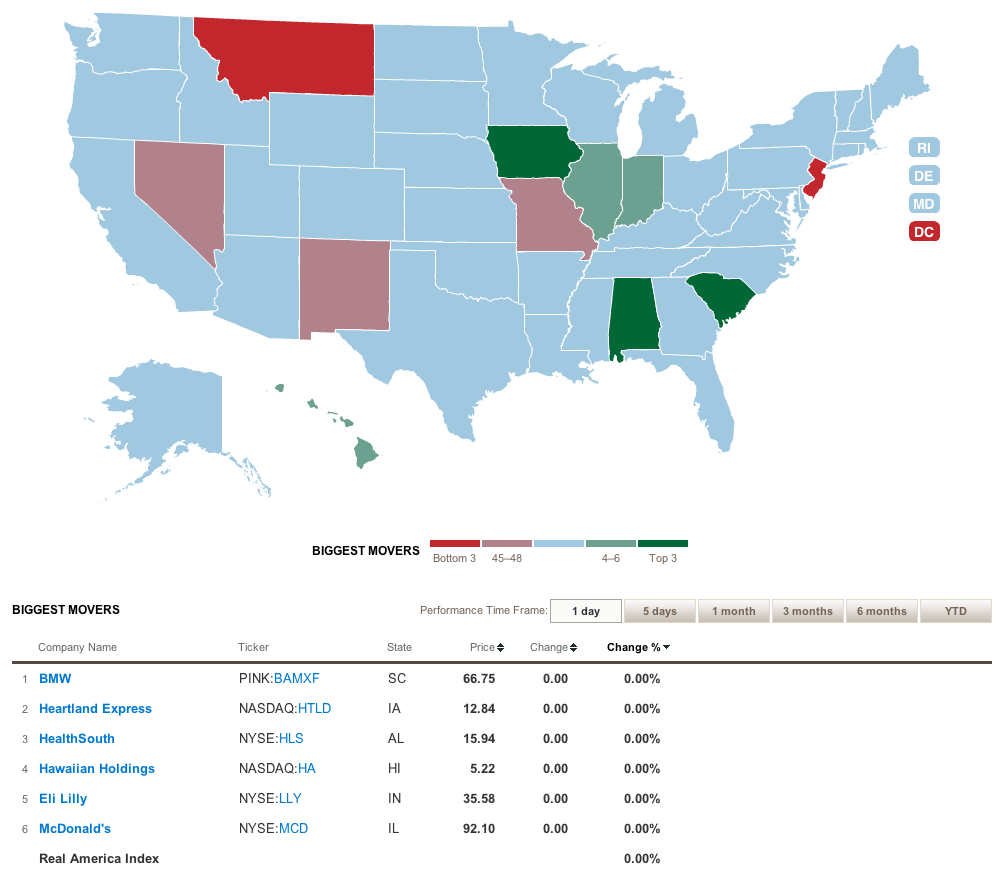 RI
DE
MD
DC
BIGGEST MOVERS
Bottom 3 45–48 4–6 Top 3
BIGGEST MOVERS Performance Time Frame: 1 day 5 days 1 month 3 months 6 months YTD
Company Name Ticker State Price Change Change %
1 BMW PINK:BAMXF SC 66.75 0.00 0.00%
2 Heartland Express NASDAQ:HTLD IA 12.84 0.00 0.00%
3 HealthSouth NYSE:HLS AL 15.94 0.00 0.00%
4 Hawaiian Holdings NASDAQ:HA HI 5.22 0.00 0.00%
5 Eli Lilly NYSE:LLY IN 35.58 0.00 0.00%
6 McDonald's NYSE:MCD IL 92.10 0.00 0.00%
Real America Index 0.00%